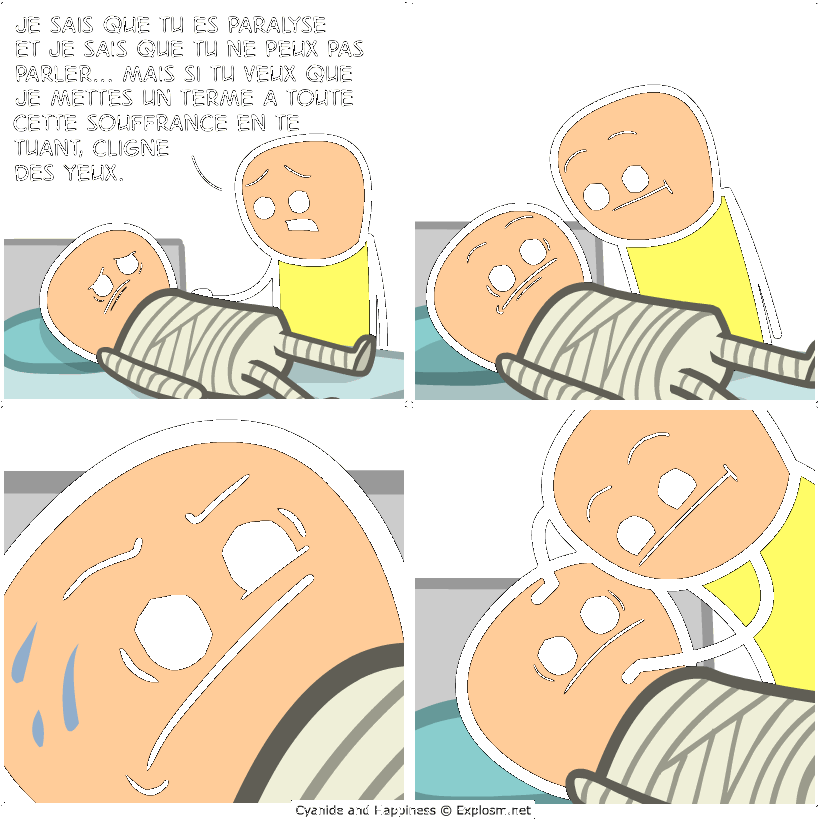 JE SAIS QUE TU ES PARALYSE
ET JE SAIS QUE TU NE PEUX PAS
PARLER... MAIS SI TU VEUX QUE
JE METTES UN TERME A TOUTE
CETTE SOUFFRANCE EN TE
TUANT, CLIGNE
DES YEUX.
Cyanide and Happiness © Explosm.net